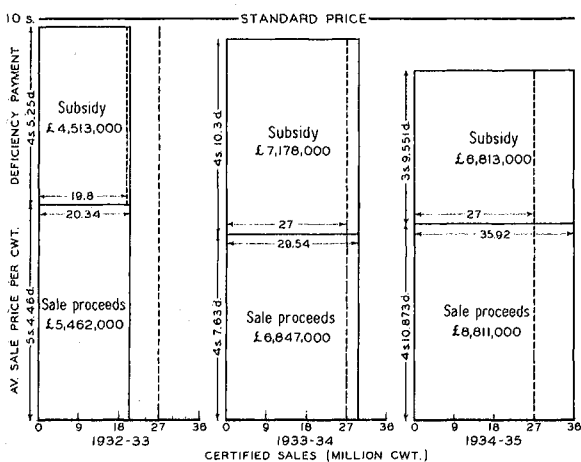 10 s. STANDARD PRICE
DEFICIENCY PAYMENT
AV. SALE PRICE PER CWT.
4s 5.25d.
5s 4.46d.
Subsidy
£4,513,000
19.8
20.34
Sale proceeds
£5,462,000
0 9 18 27 36
1932-33
4s 10.3d.
4s 7.63d.
Subsidy
£7,178,000
27
29.54
Sale proceeds
£6,847,000
0 9 18 27 36
1933-34
3s 9.551d.
4s 10.873d.
Subsidy
£6,813,000
27
35.92
Sale proceeds
£8,811,000
0 9 18 27 36
1934-35
CERTIFIED SALES (MILLION CWT.)